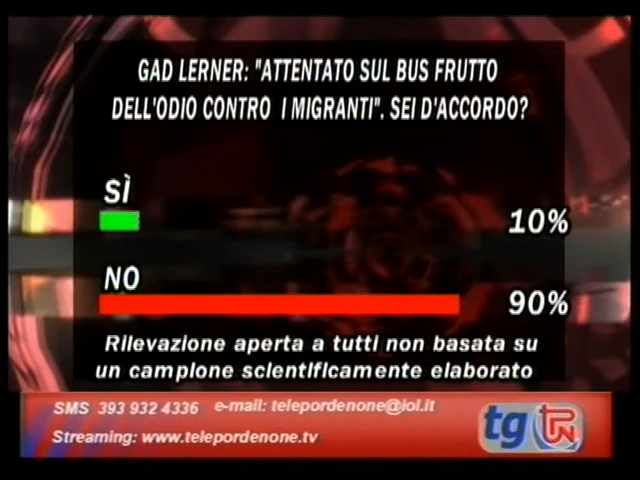 GAD LERNER: "ATTENTATO SUL BUS FRUTTO
DELL'ODIO CONTRO I MIGRANTI". SEI D'ACCORDO?
SÌ
10%
NO
90%
Rilevazione aperta a tutti non basata su
un campione scientificamente elaborato
SMS 393 932 4336 e-mail: telepordenone@iol.it
Streaming: www.telepordenone.tv
tg TPN